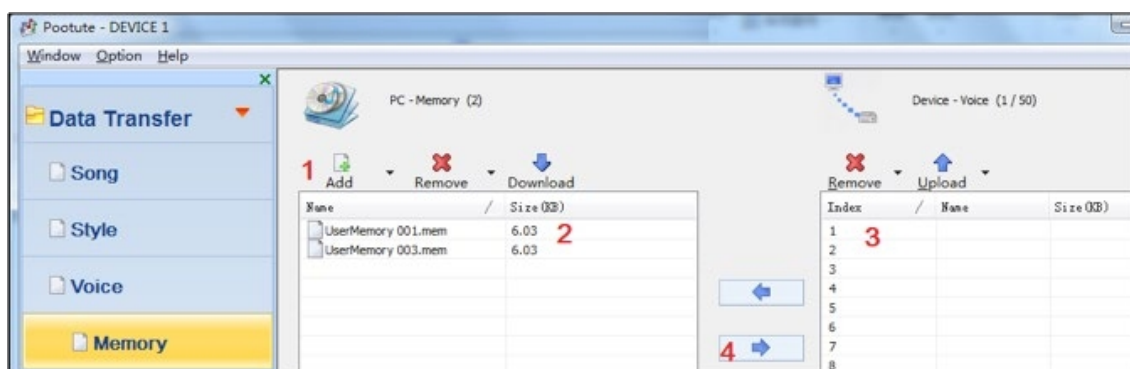 Pootute - DEVICE 1
Window Option Help
Data Transfer
Song
Style
Voice
Memory
PC - Memory (2)
1 Add Remove Download
Name / Size(KB)
UserMemory 001.mem 6.03 2
UserMemory 003.mem 6.03
4
Device - Voice (1 / 50)
Remove Upload
Index / Name Size(KB)
1 3
2
3
4
5
6
7
8